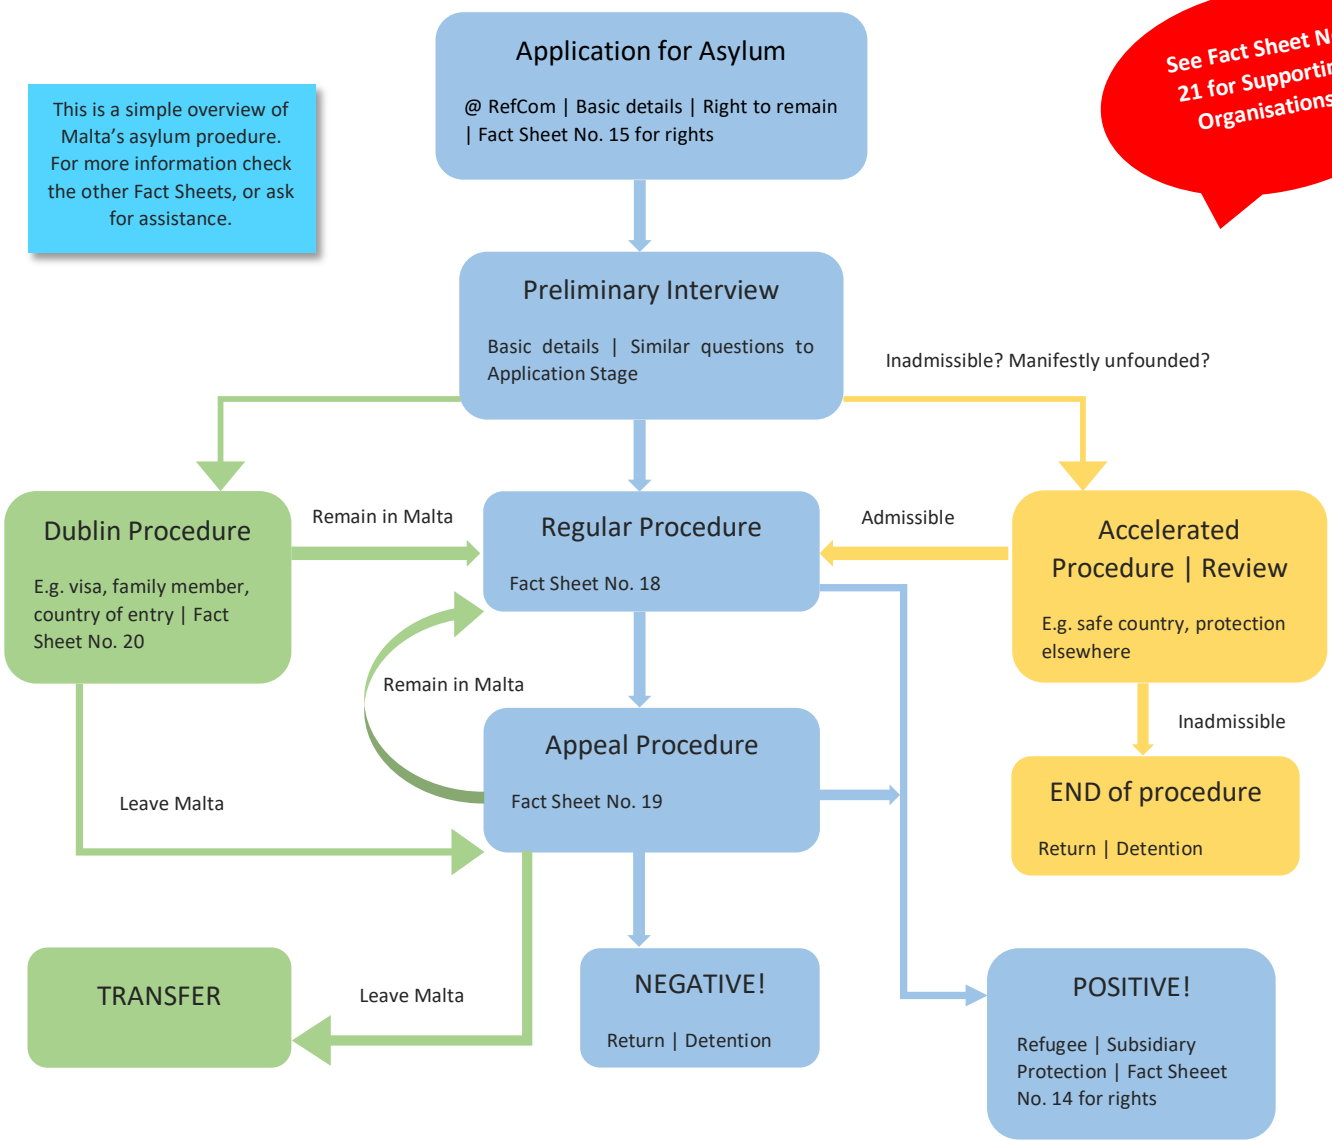 Application for Asylum
@ RefCom | Basic details | Right to remain
| Fact Sheet No. 15 for rights
This is a simple overview of
Malta's asylum proedure.
For more information check
the other Fact Sheets, or ask
for assistance.
See Fact Sheet
21 for
Organisations
Preliminary Interview
Basic details | Similar questions to
Application Stage
Inadmissible? Manifestly unfounded?
Dublin Procedure
E.g. visa, family member,
country of entry | Fact
Sheet No. 20
Remain in Malta
Regular Procedure
Fact Sheet No. 18
Admissible
Accelerated
Procedure | Review
E.g. safe country, protection
elsewhere
Remain in Malta
Inadmissible
Appeal Procedure
Fact Sheet No. 19
Leave Malta
END of procedure
Return | Detention
TRANSFER
Leave Malta
NEGATIVE!
Return | Detention
POSITIVE!
Refugee | Subsidiary
Protection | Fact Sheeet
No. 14 for rights